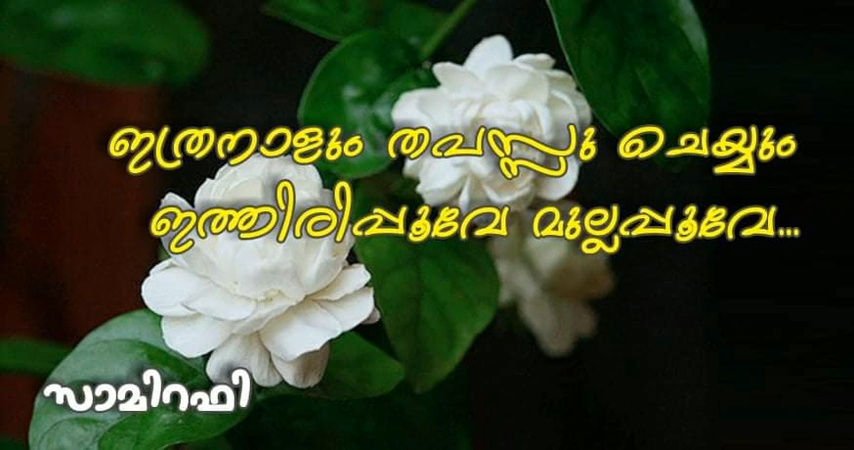 ഇത്രനാളും തപസ്സു ചെയ്യും
ഇത്തിരിപ്പൂവേ മുല്ലപ്പൂവേ...
സാമിറഫി